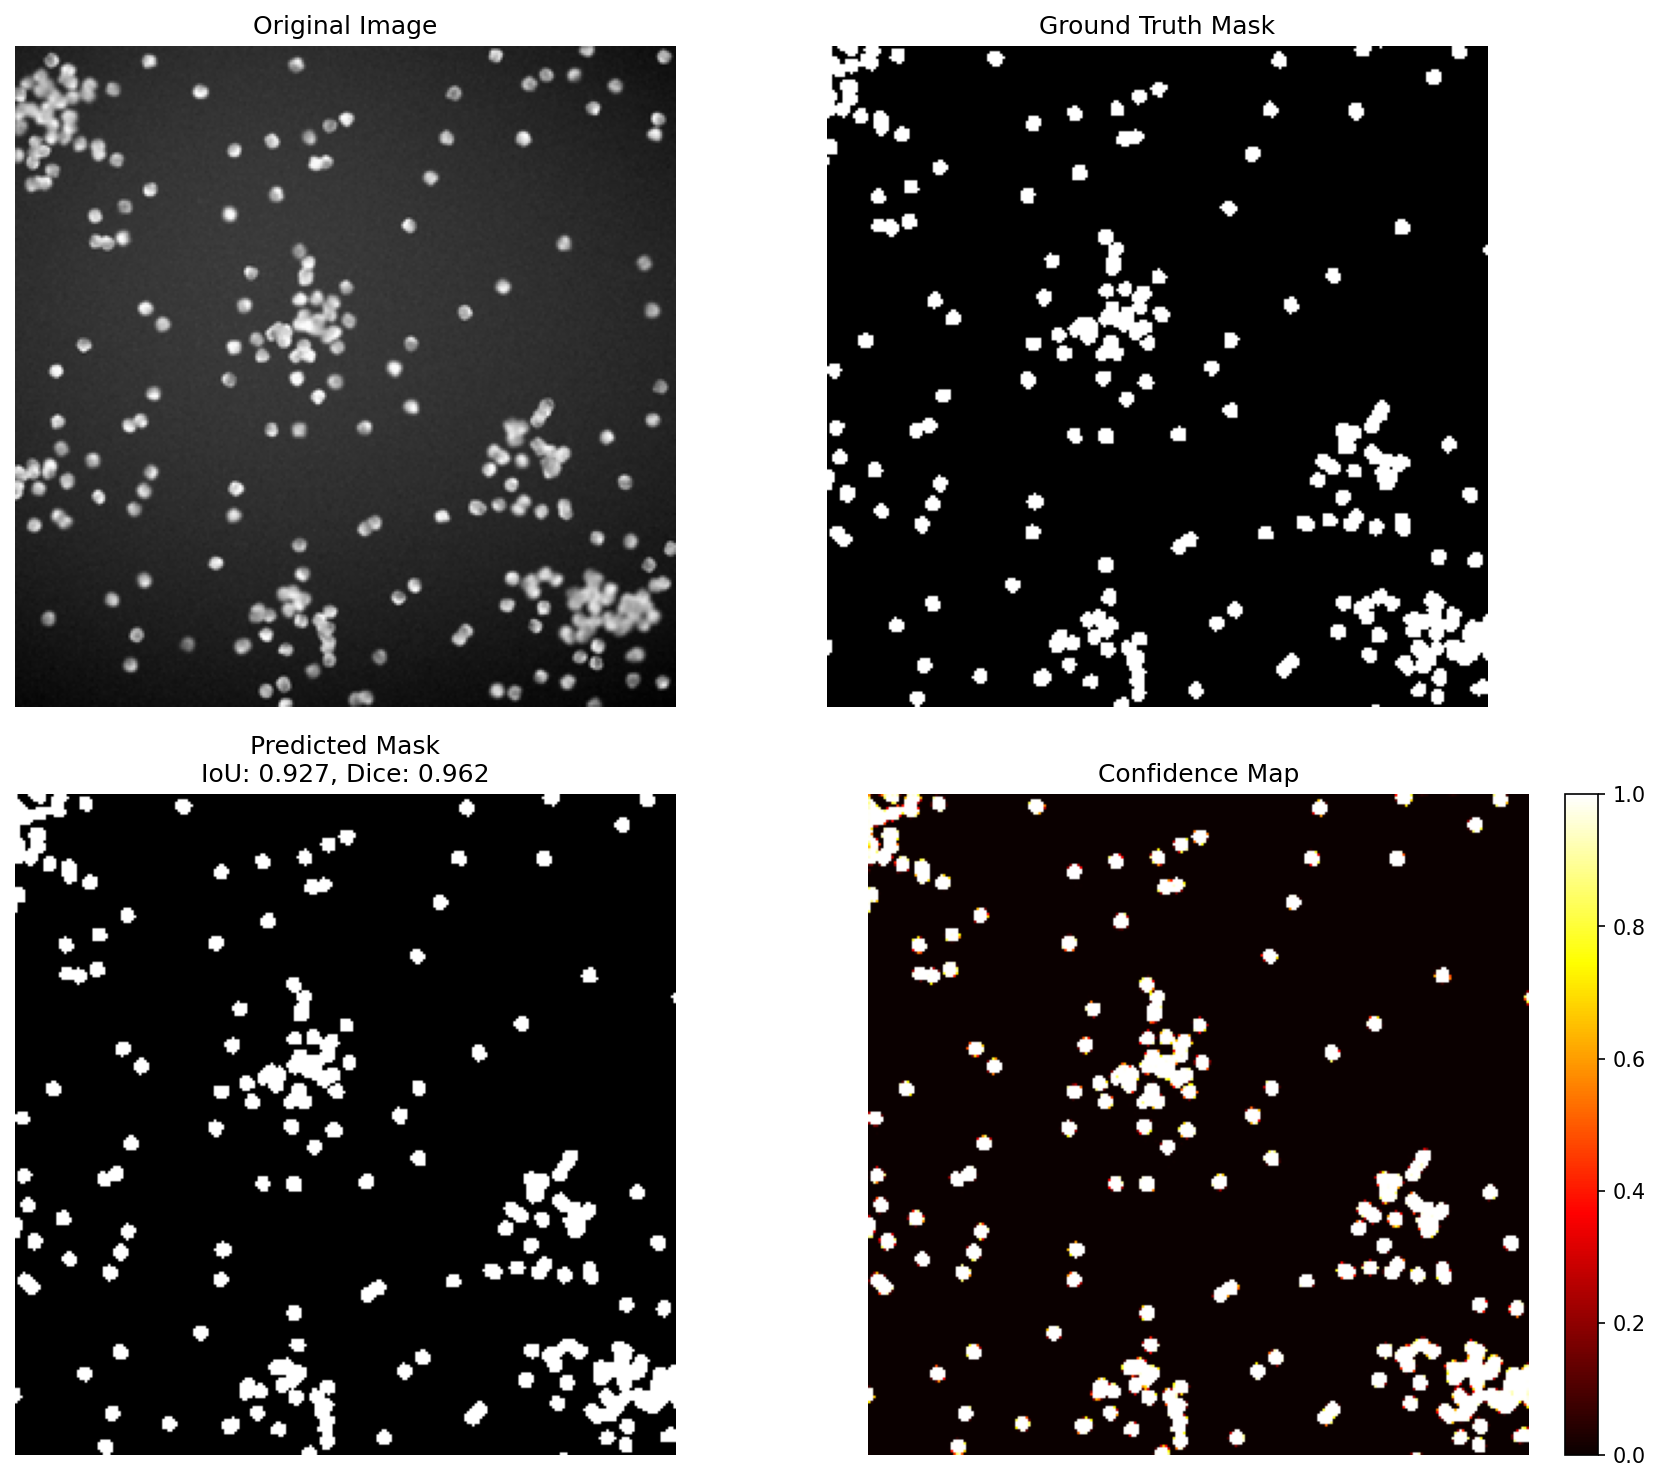 Original Image
Ground Truth Mask
Predicted Mask
IoU: 0.927, Dice: 0.962
Confidence Map
1.0
0.8
0.6
0.4
0.2
0.0